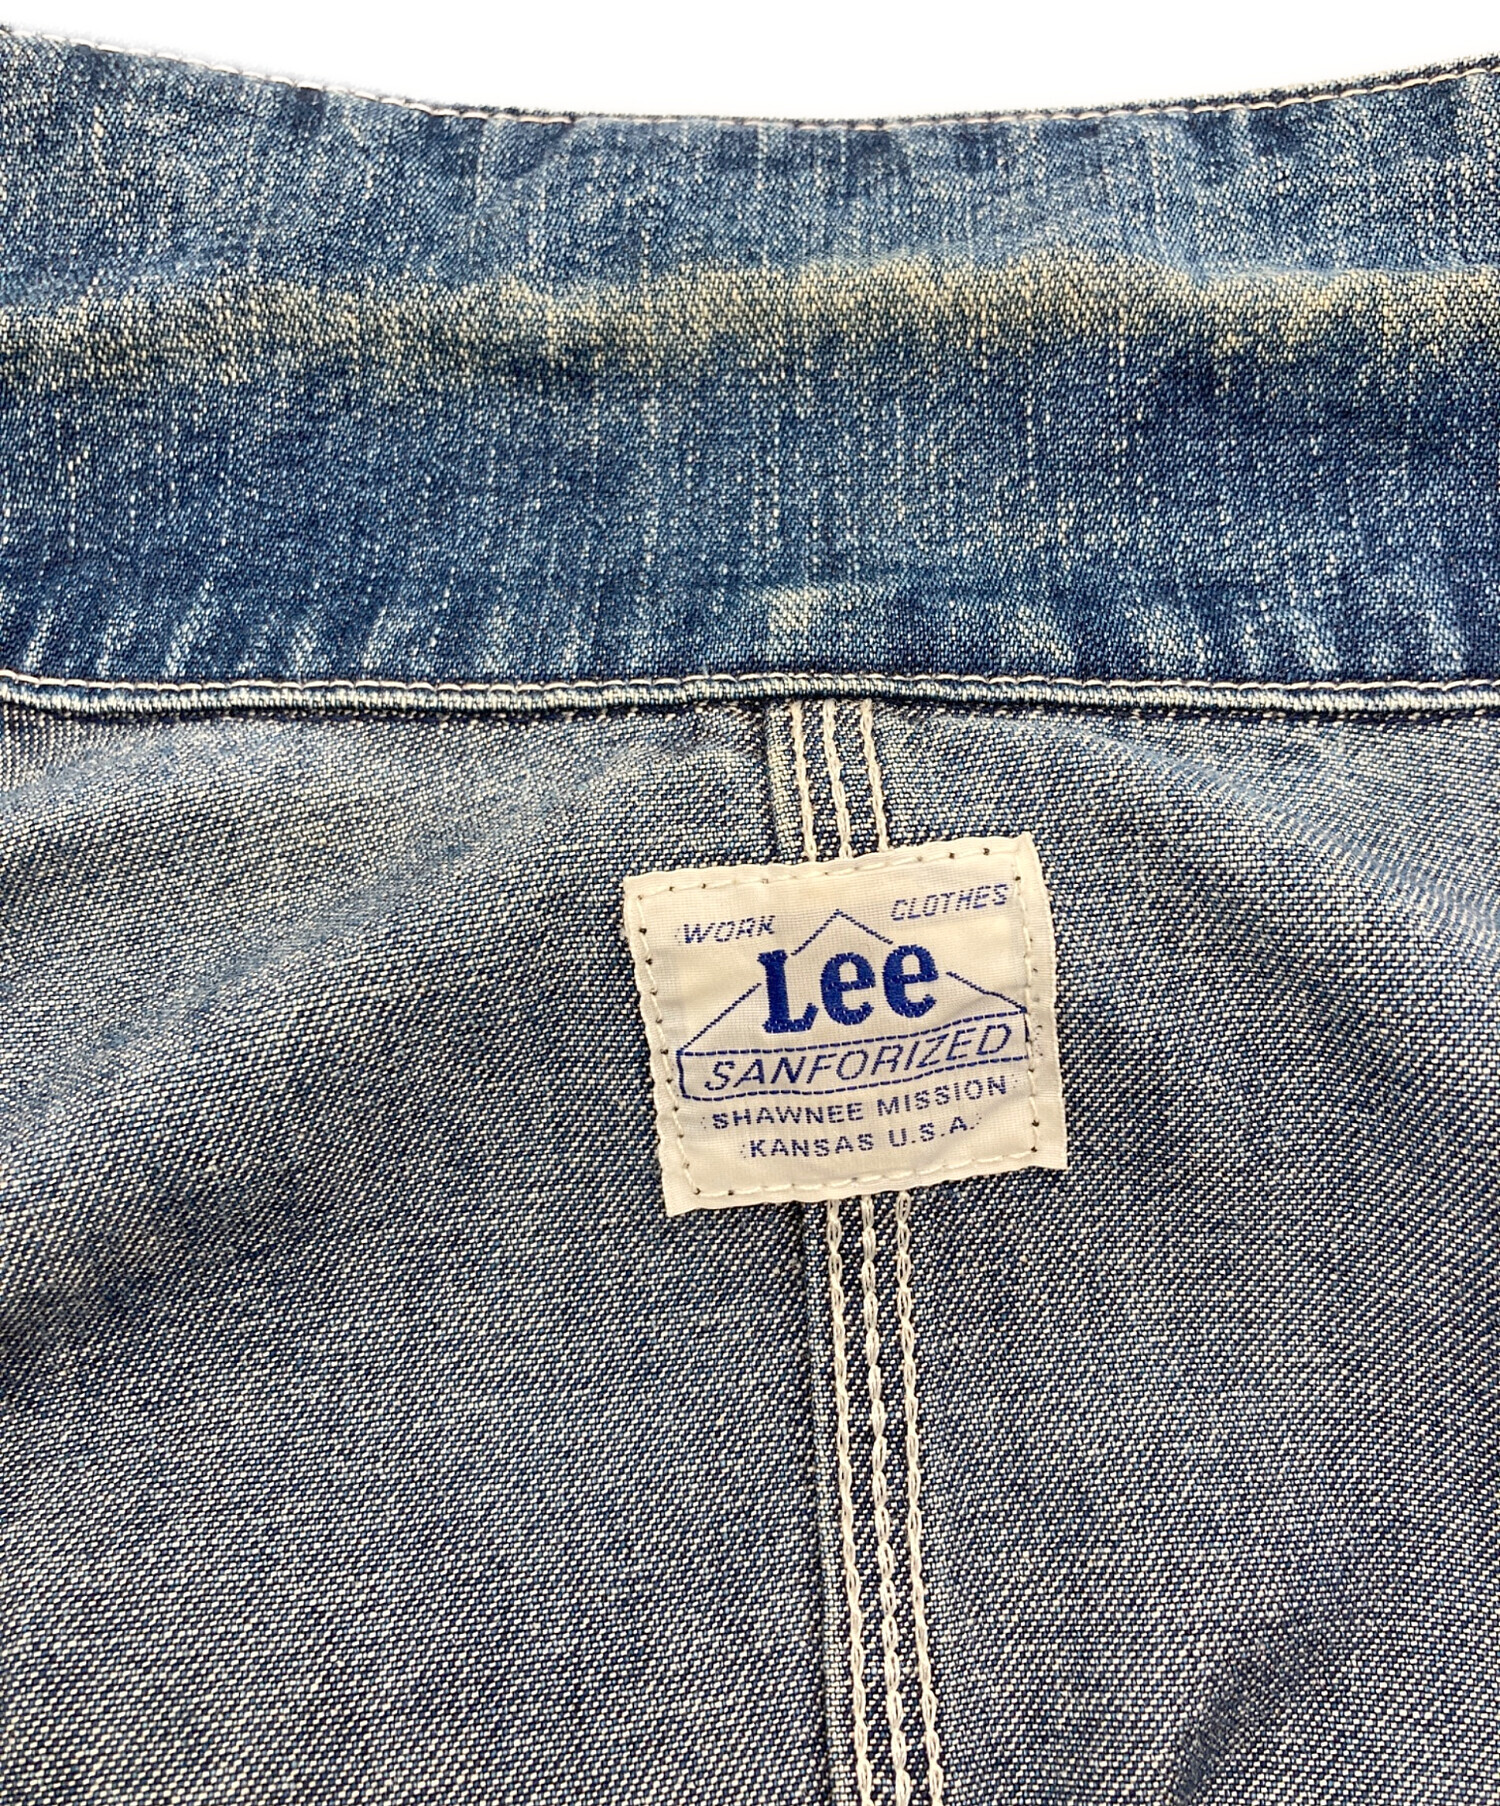 WORK CLOTHES
Lee
SANFORIZED
SHAWNEE MISSION
KANSAS U.S.A.